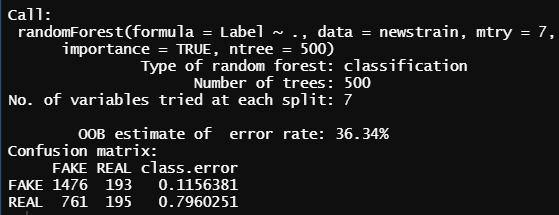 Call:
 randomForest(formula = Label ~ ., data = newstrain, mtry = 7,
      importance = TRUE, ntree = 500)
               Type of random forest: classification
                     Number of trees: 500
No. of variables tried at each split: 7

        OOB estimate of  error rate: 36.34%
Confusion matrix:
     FAKE REAL class.error
FAKE 1476  193   0.1156381
REAL  761  195   0.7960251